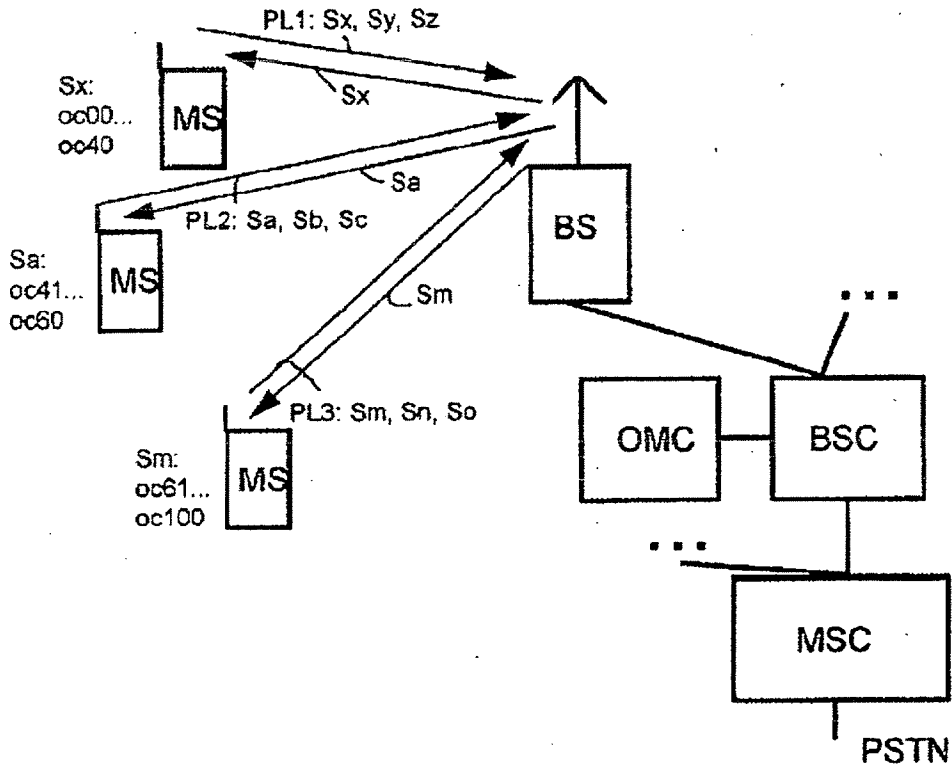 PL1: Sx, Sy, Sz
Sx
Sx:
oc00...
oc40
MS
Sa
PL2: Sa, Sb, Sc
BS
Sa:
oc41...
oc60
MS
Sm
...
PL3: Sm, Sn, So
OMC
BSC
Sm:
oc61...
oc100
MS
...
MSC
PSTN